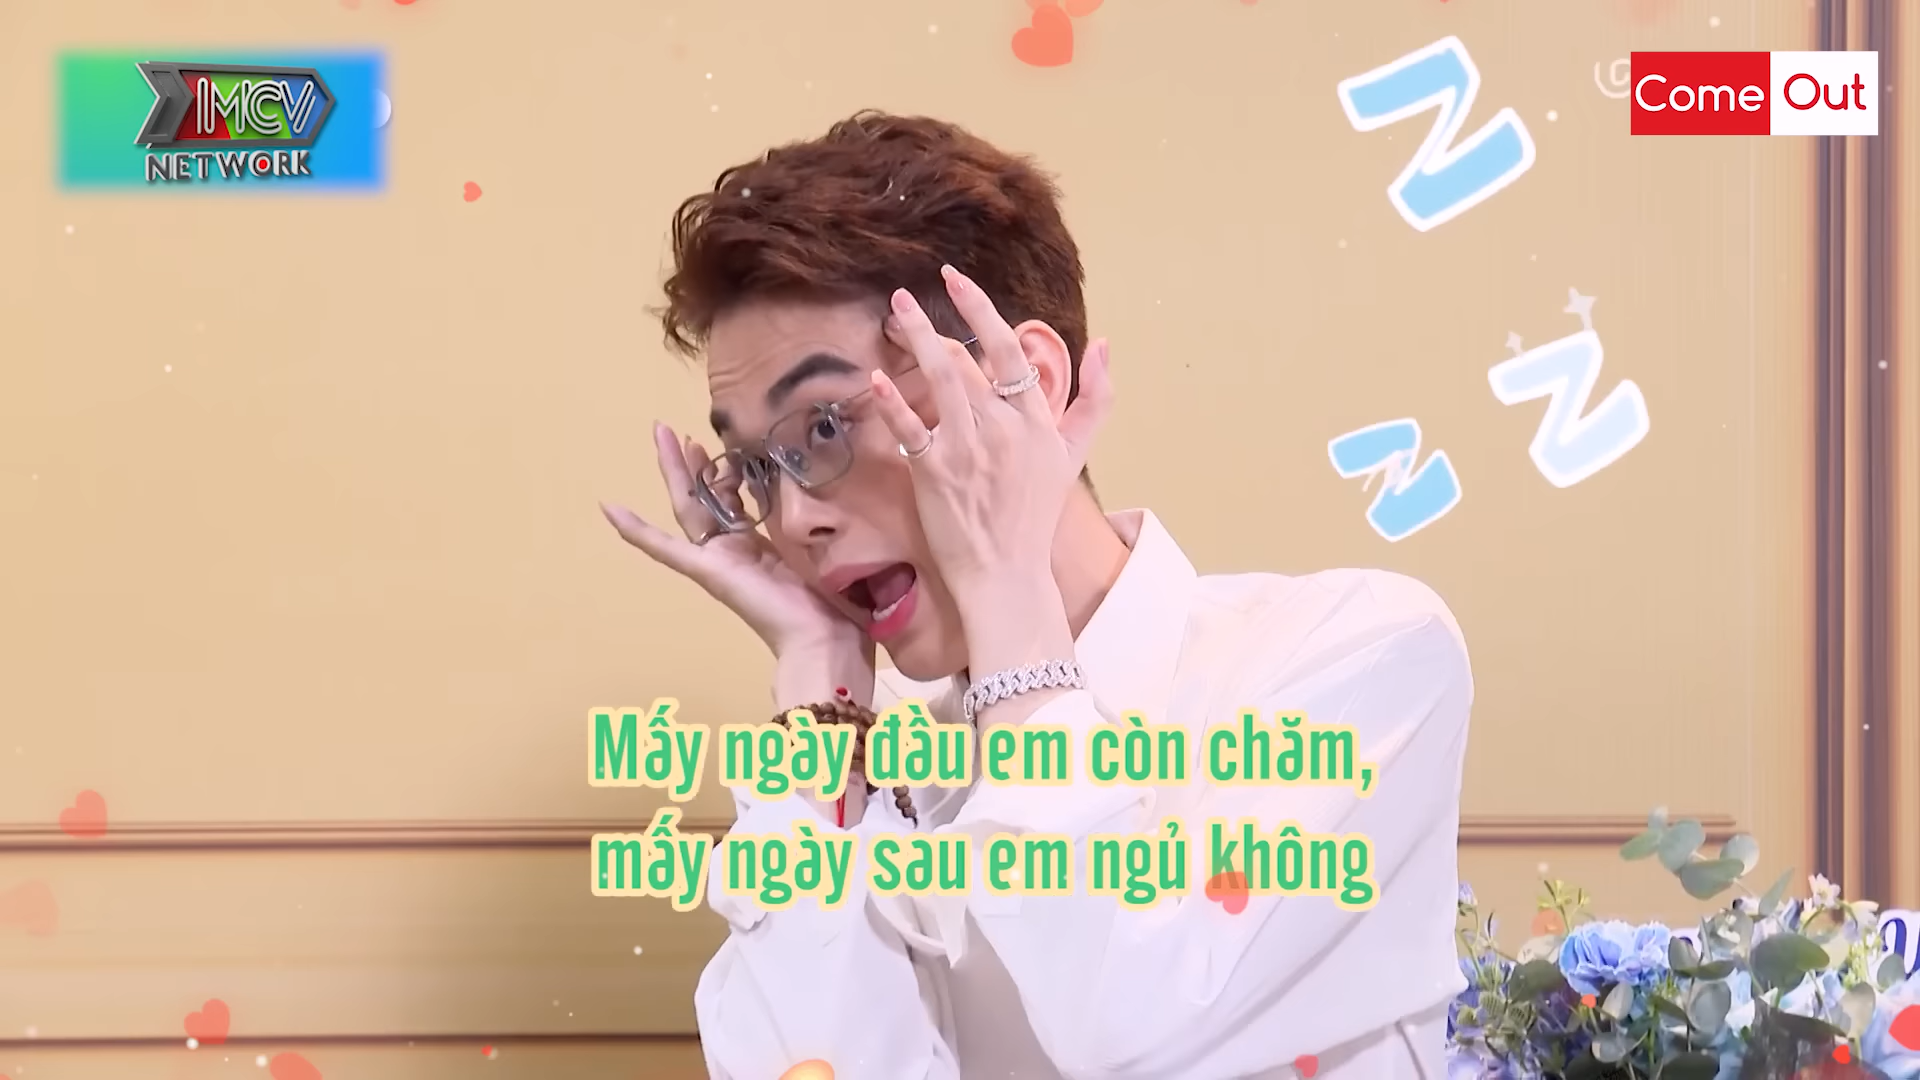 MCV
NETWORK
Come Out
Z
Z
Z
Mấy ngày đầu em còn chăm,
mấy ngày sau em ngủ không